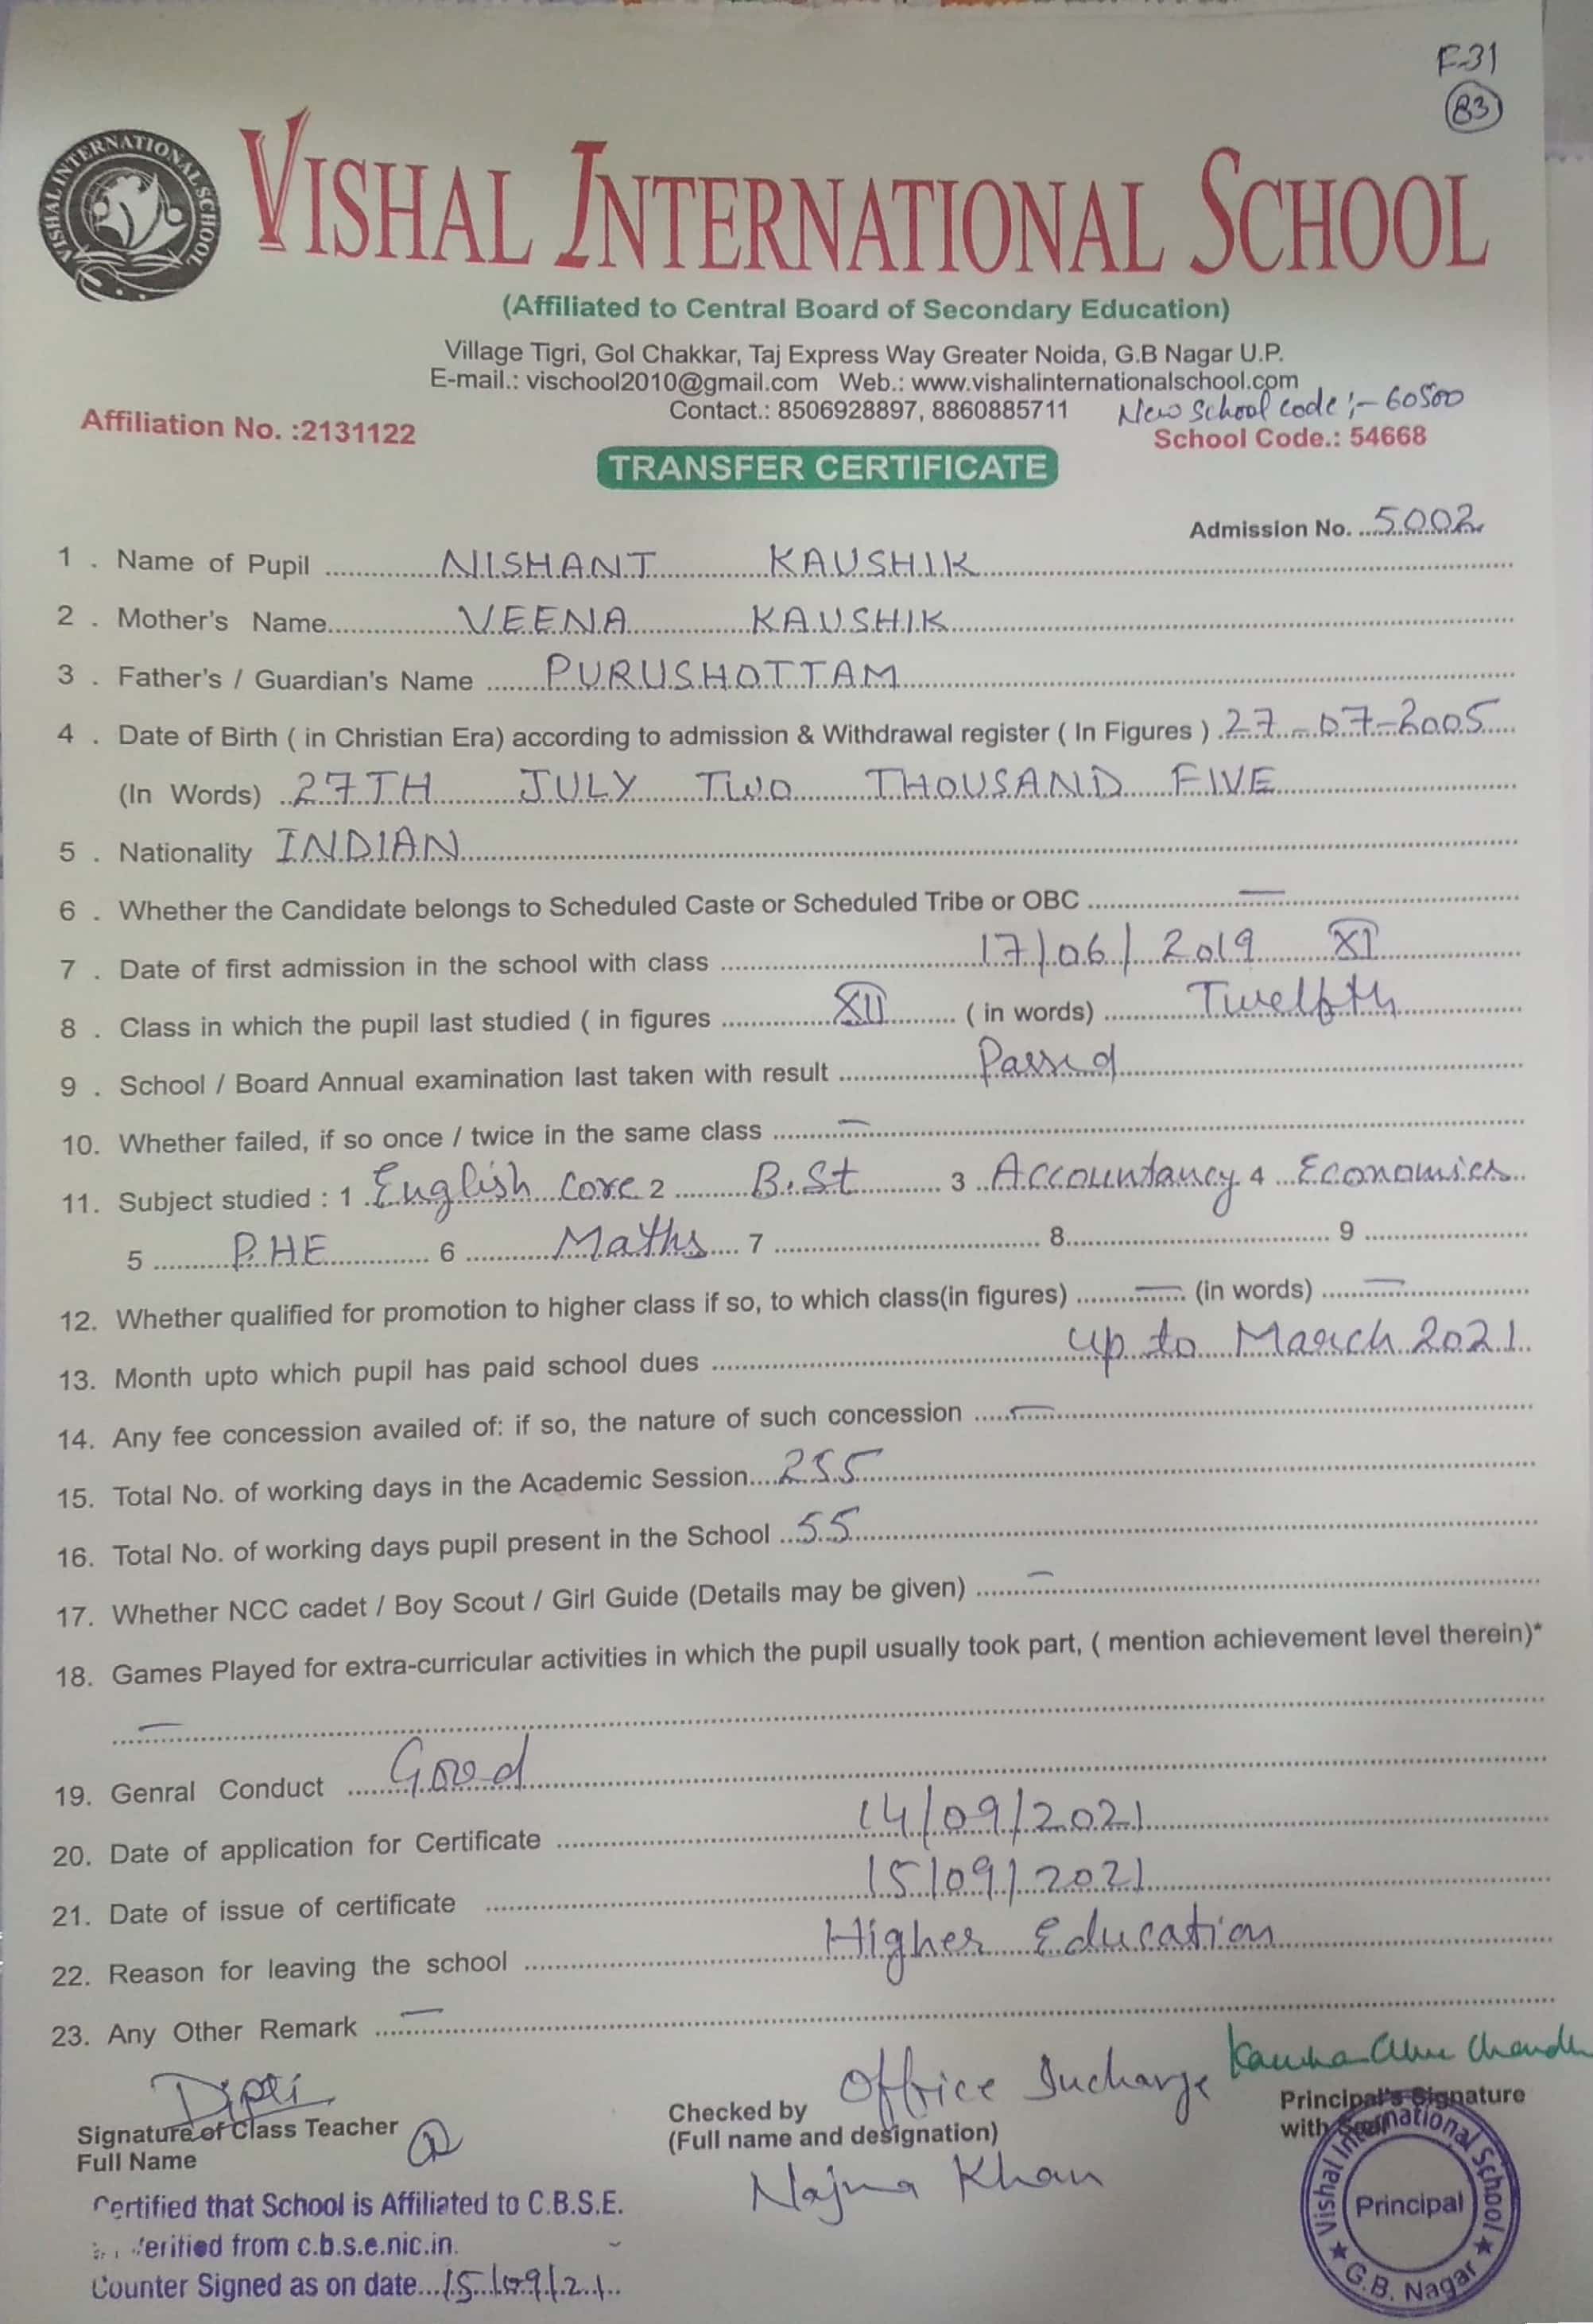 F-31
83
VISHAL INTERNATIONAL SCHOOL
VISHAL INTERNATIONAL SCHOOL
(Affiliated to Central Board of Secondary Education)
Village Tigri, Gol Chakkar, Taj Express Way Greater Noida, G.B Nagar U.P.
E-mail.: vischool2010@gmail.com Web.: www.vishalinternationalschool.com
Contact.: 8506928897, 8860885711 New School code :- 60500
Affiliation No. :2131122 School Code.: 54668
TRANSFER CERTIFICATE
Admission No. 5002
1 . Name of Pupil NISHANT KAUSHIK
2 . Mother's Name VEENA KAUSHIK
3 . Father's / Guardian's Name PURUSHOTTAM
4 . Date of Birth ( in Christian Era) according to admission & Withdrawal register ( In Figures ) 27-07-2005
(In Words) 27TH JULY TWO THOUSAND FIVE
5 . Nationality INDIAN
6 . Whether the Candidate belongs to Scheduled Caste or Scheduled Tribe or OBC —
7 . Date of first admission in the school with class 17/06/2019 XI
8 . Class in which the pupil last studied ( in figures XII ( in words) Twelfth
9 . School / Board Annual examination last taken with result Passed
10. Whether failed, if so once / twice in the same class —
11. Subject studied : 1 English Core 2 B.St 3 Accountancy 4 Economics
5 P.HE 6 Maths 7 8 9
12. Whether qualified for promotion to higher class if so, to which class(in figures) — (in words) —
13. Month upto which pupil has paid school dues up to March 2021
14. Any fee concession availed of: if so, the nature of such concession —
15. Total No. of working days in the Academic Session 255
16. Total No. of working days pupil present in the School 55
17. Whether NCC cadet / Boy Scout / Girl Guide (Details may be given) —
18. Games Played for extra-curricular activities in which the pupil usually took part, ( mention achievement level therein)*
—
19. Genral Conduct Good
20. Date of application for Certificate 14/09/2021
21. Date of issue of certificate 15/09/2021
22. Reason for leaving the school Higher Education
23. Any Other Remark —
Dipti
Signature of Class Teacher
Full Name
Checked by Office Incharge
(Full name and designation)
Najma Khan
Principal's Signature
with Seal
Vishal International School
Principal
G.B. Nagar
Certified that School is Affiliated to C.B.S.E.
Verified from c.b.s.e.nic.in.
Counter Signed as on date 15/09/21